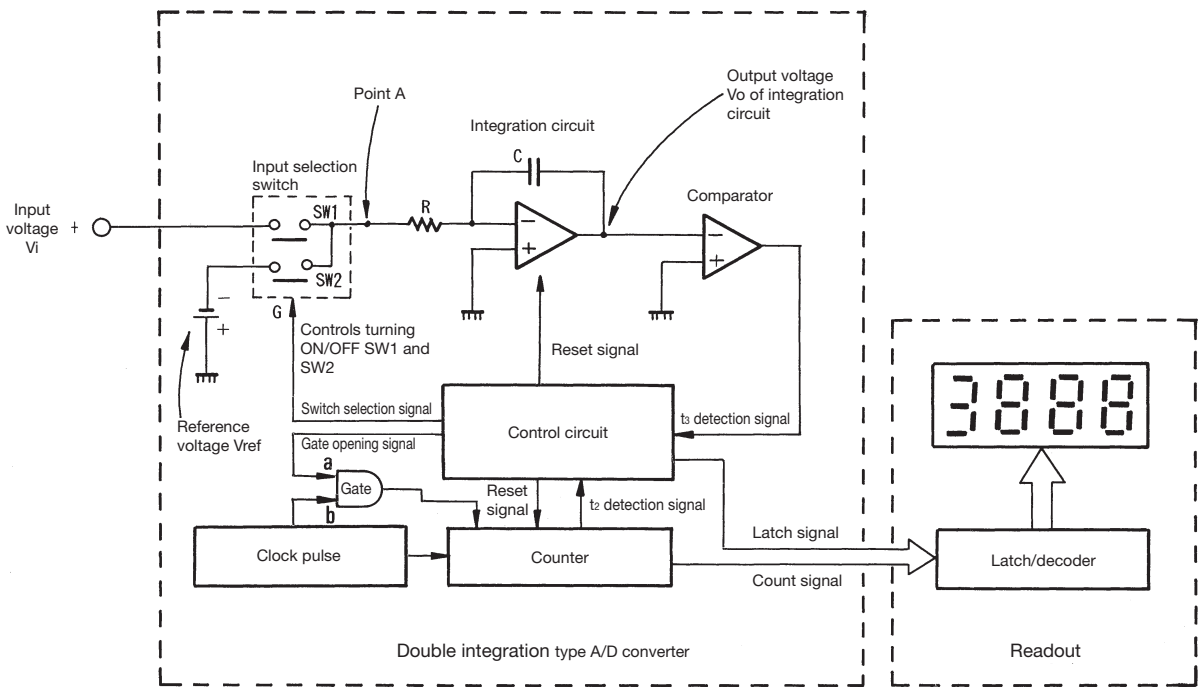 Output voltage
Vo of integration
circuit
Point A
Integration circuit
C
Input selection
switch
Comparator
Input
voltage +
Vi
SW1
R
−
+
−
+
SW2
−
+
G
Controls turning
ON/OFF SW1 and
SW2
Reset signal
Reference
voltage Vref
Switch selection signal
Gate opening signal
Control circuit
t3 detection signal
3888
a
Gate
b
Reset
signal
t2 detection signal
Clock pulse
Counter
Latch signal
Count signal
Latch/decoder
Double integration type A/D converter
Readout